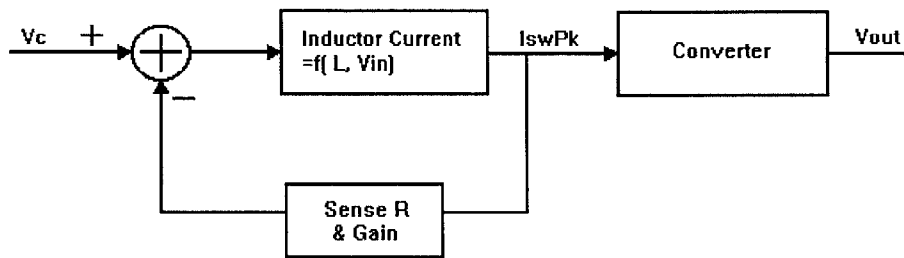 Vc
+
Inductor Current
=f( L, Vin)
IswPk
Converter
Vout
−
Sense R
& Gain